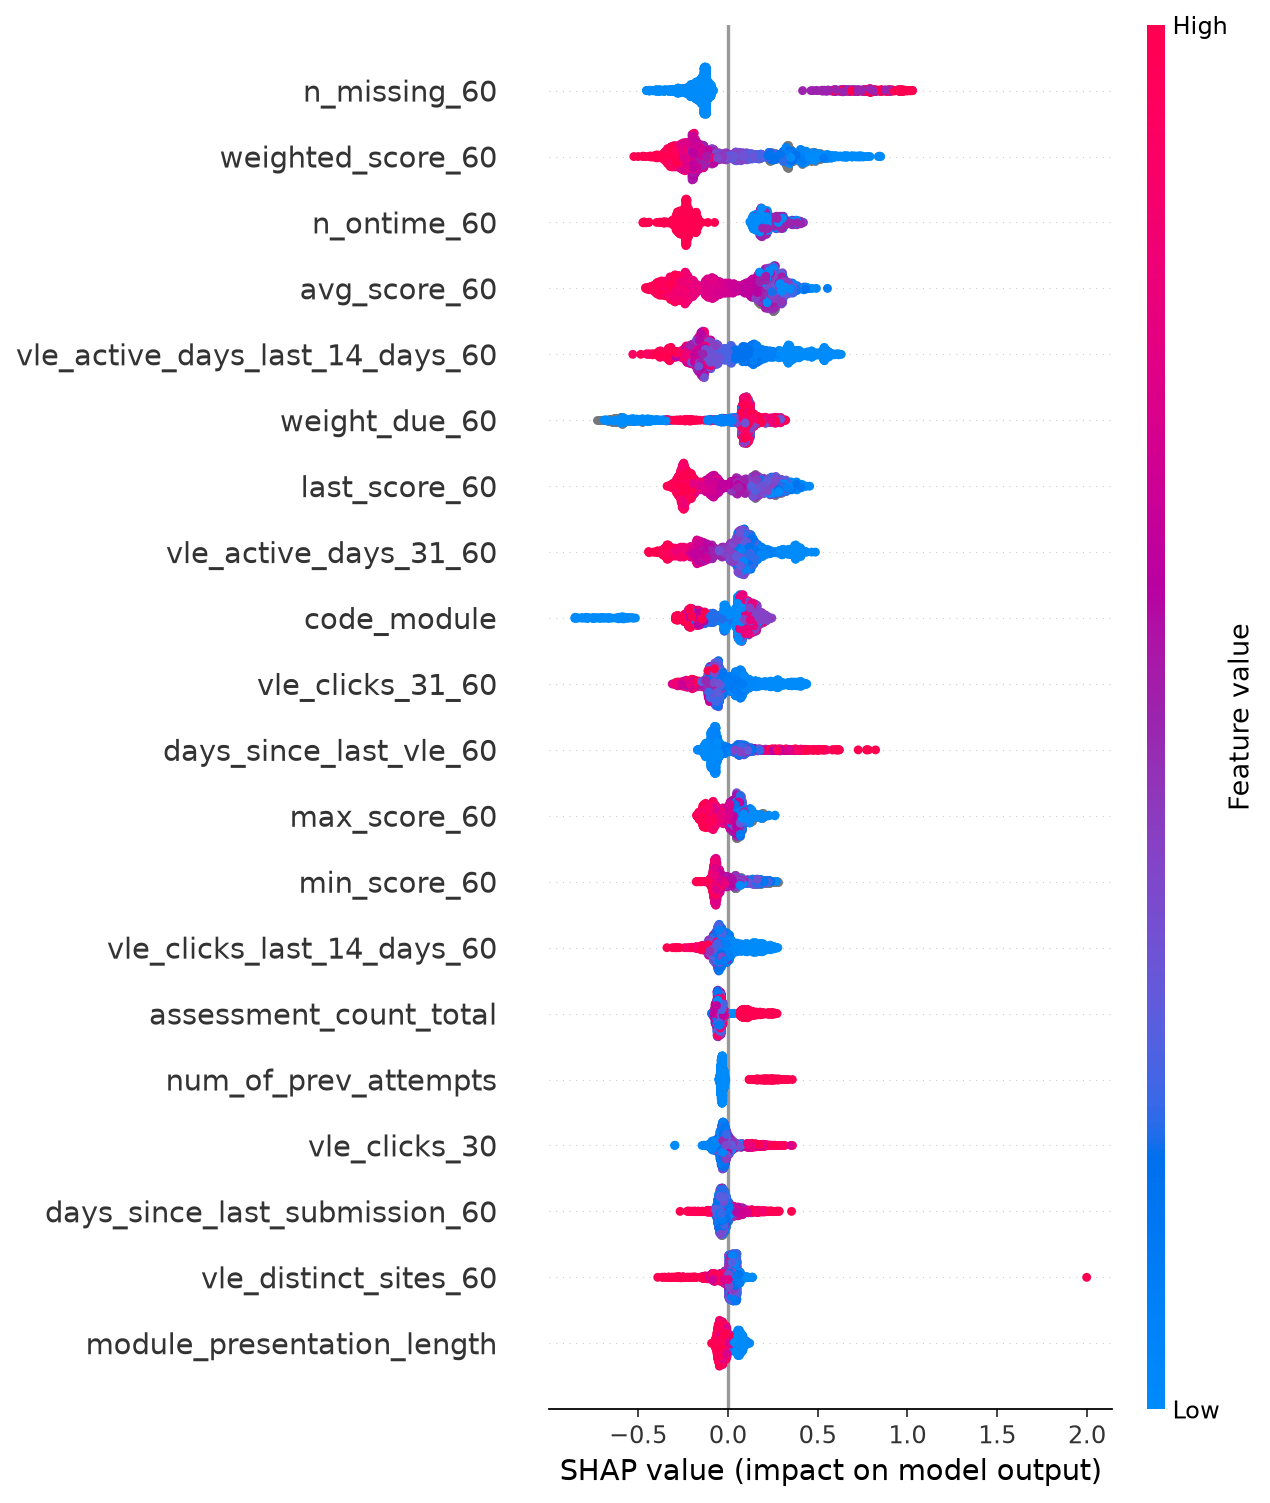 High
n_missing_60
weighted_score_60
n_ontime_60
avg_score_60
vle_active_days_last_14_days_60
weight_due_60
last_score_60
vle_active_days_31_60
code_module
vle_clicks_31_60
days_since_last_vle_60
max_score_60
min_score_60
vle_clicks_last_14_days_60
assessment_count_total
num_of_prev_attempts
vle_clicks_30
days_since_last_submission_60
vle_distinct_sites_60
module_presentation_length
Feature value
Low
−0.5 0.0 0.5 1.0 1.5 2.0
SHAP value (impact on model output)